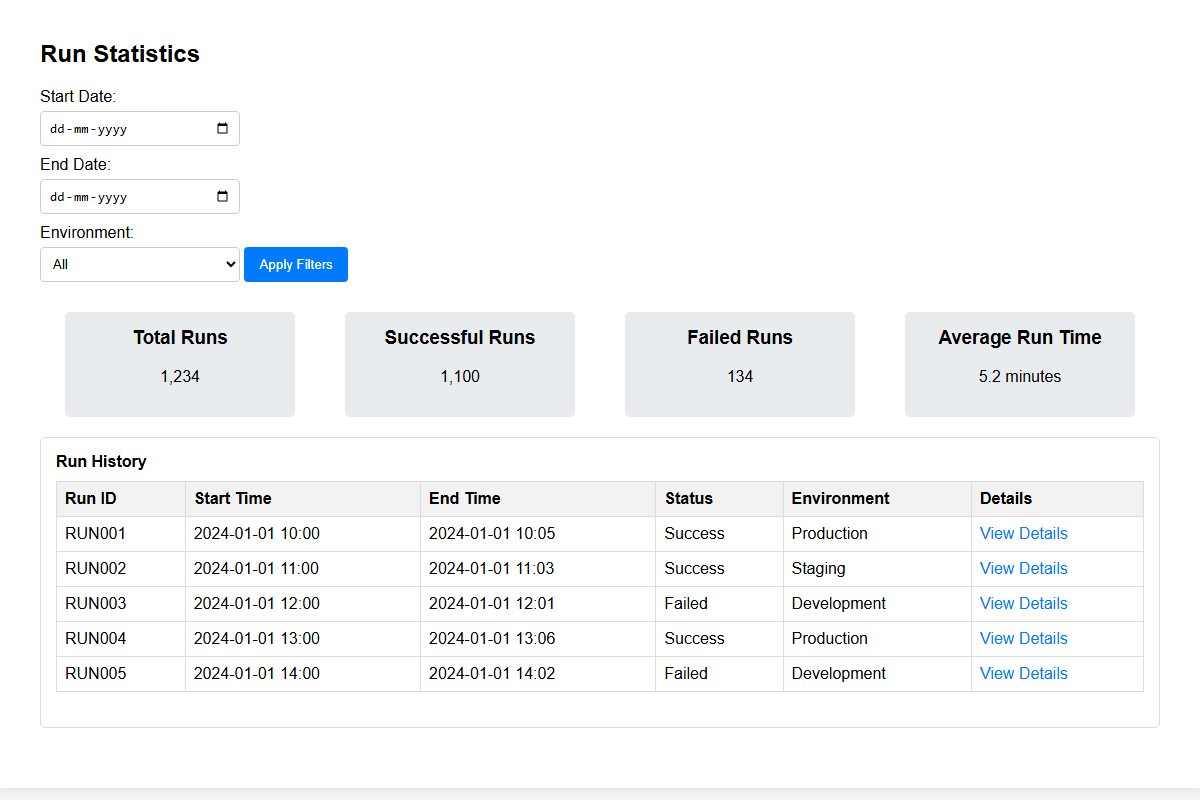 Run Statistics
Start Date:
dd-mm-yyyy
End Date:
dd-mm-yyyy
Environment:
All Apply Filters
Total Runs Successful Runs Failed Runs Average Run Time
1,234 1,100 134 5.2 minutes
Run History
Run ID Start Time End Time Status Environment Details
RUN001 2024-01-01 10:00 2024-01-01 10:05 Success Production View Details
RUN002 2024-01-01 11:00 2024-01-01 11:03 Success Staging View Details
RUN003 2024-01-01 12:00 2024-01-01 12:01 Failed Development View Details
RUN004 2024-01-01 13:00 2024-01-01 13:06 Success Production View Details
RUN005 2024-01-01 14:00 2024-01-01 14:02 Failed Development View Details